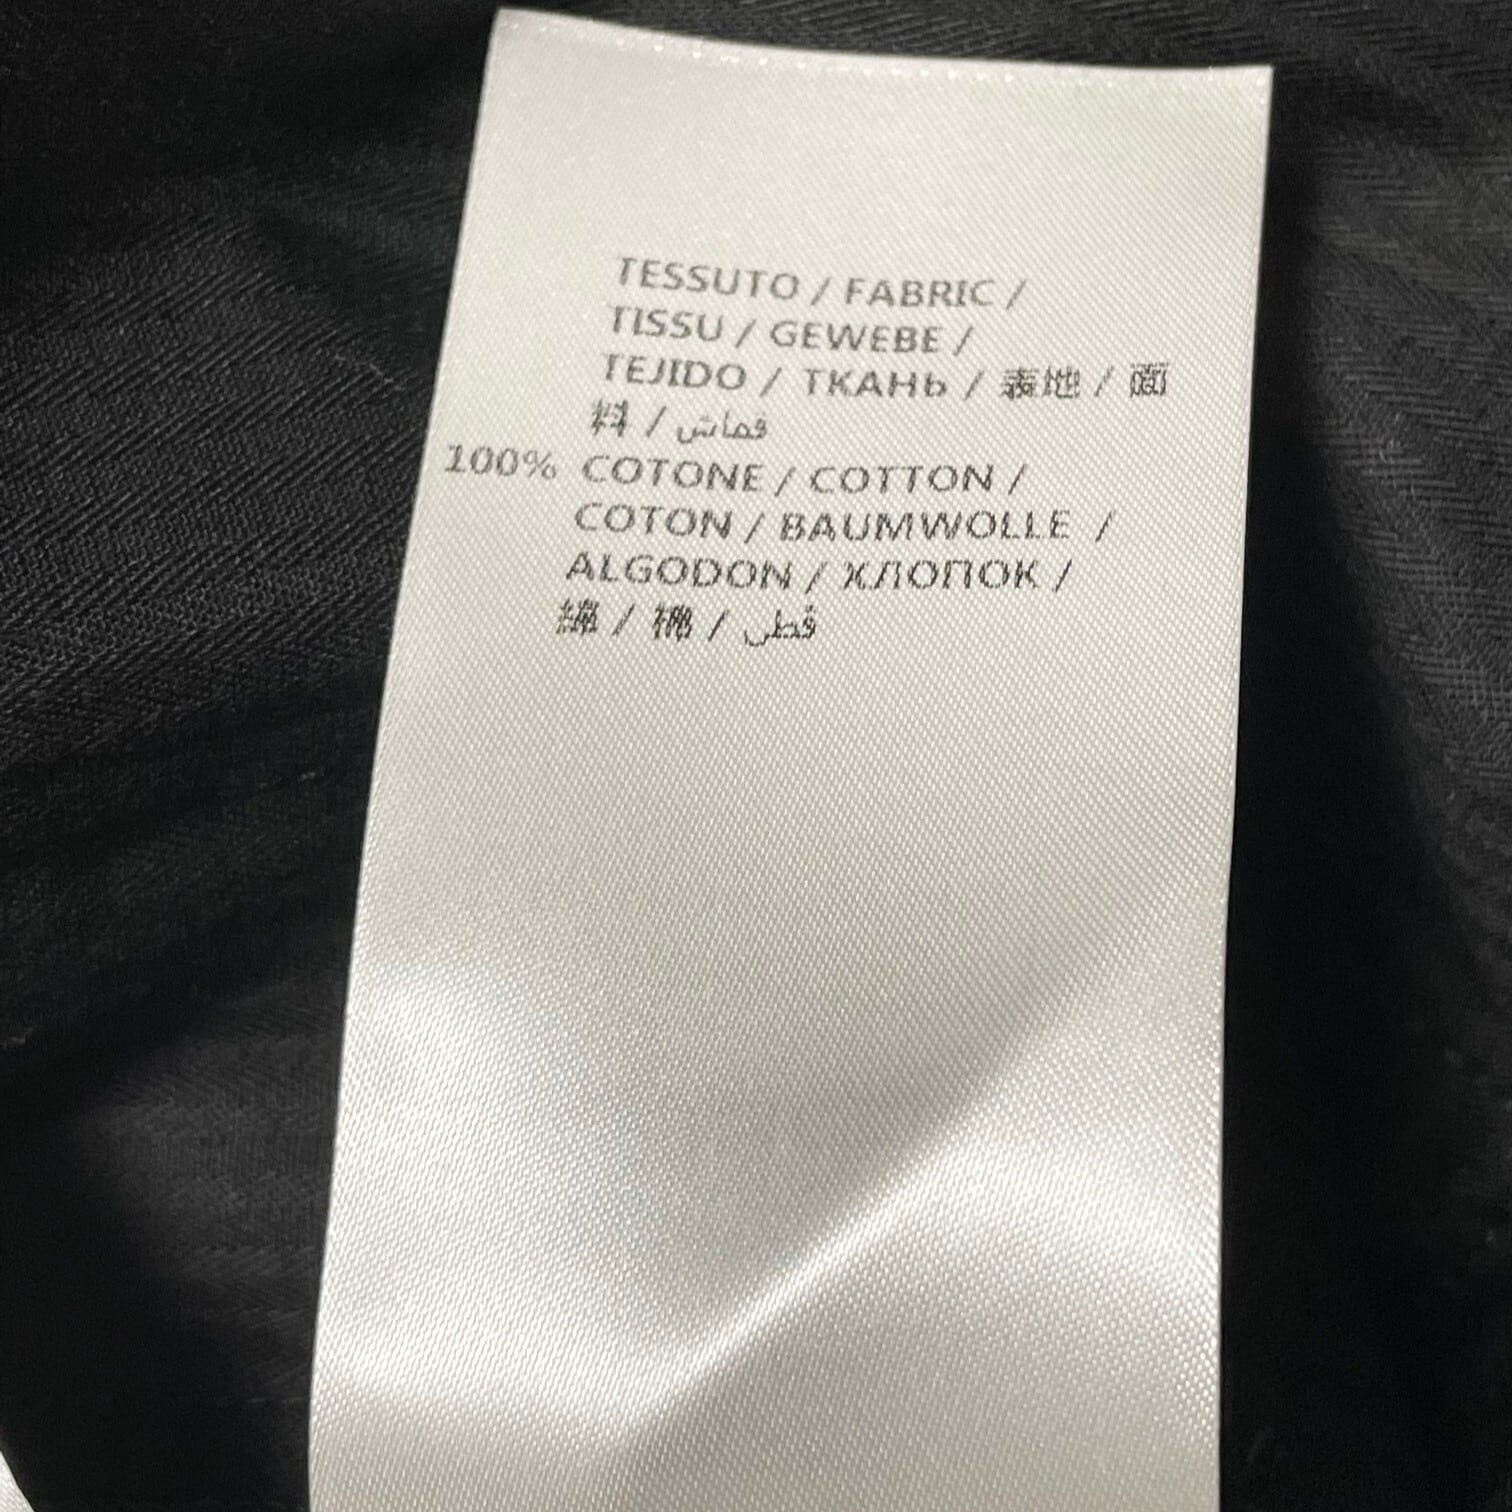 TESSUTO / FABRIC /
TISSU / GEWEBE /
TEJIDO / ТКАНЬ / 表地 / 面
料 / قماش
100% COTONE / COTTON /
COTON / BAUMWOLLE /
ALGODON / ХЛОПОК /
綿 / 棉 / قطن